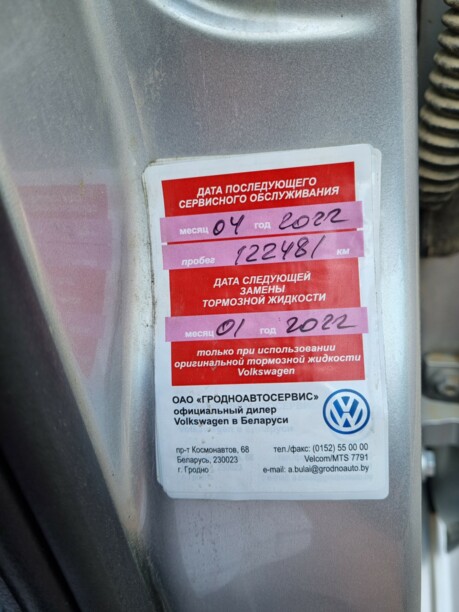 ДАТА ПОСЛЕДУЮЩЕГО
СЕРВИСНОГО ОБСЛУЖИВАНИЯ
месяц 04 год 2022
пробег 122481 км
ДАТА СЛЕДУЮЩЕЙ
ЗАМЕНЫ
ТОРМОЗНОЙ ЖИДКОСТИ
месяц 01 год 2022
только при использовании
оригинальной тормозной жидкости
Volkswagen
ОАО «ГРОДНОАВТОСЕРВИС»
официальный дилер
Volkswagen в Беларуси
пр-т Космонавтов, 68
Беларусь, 230023
г. Гродно
тел./факс: (0152) 55 00 00
Velcom/MTS 7791
e-mail: a.bulai@grodnoauto.by